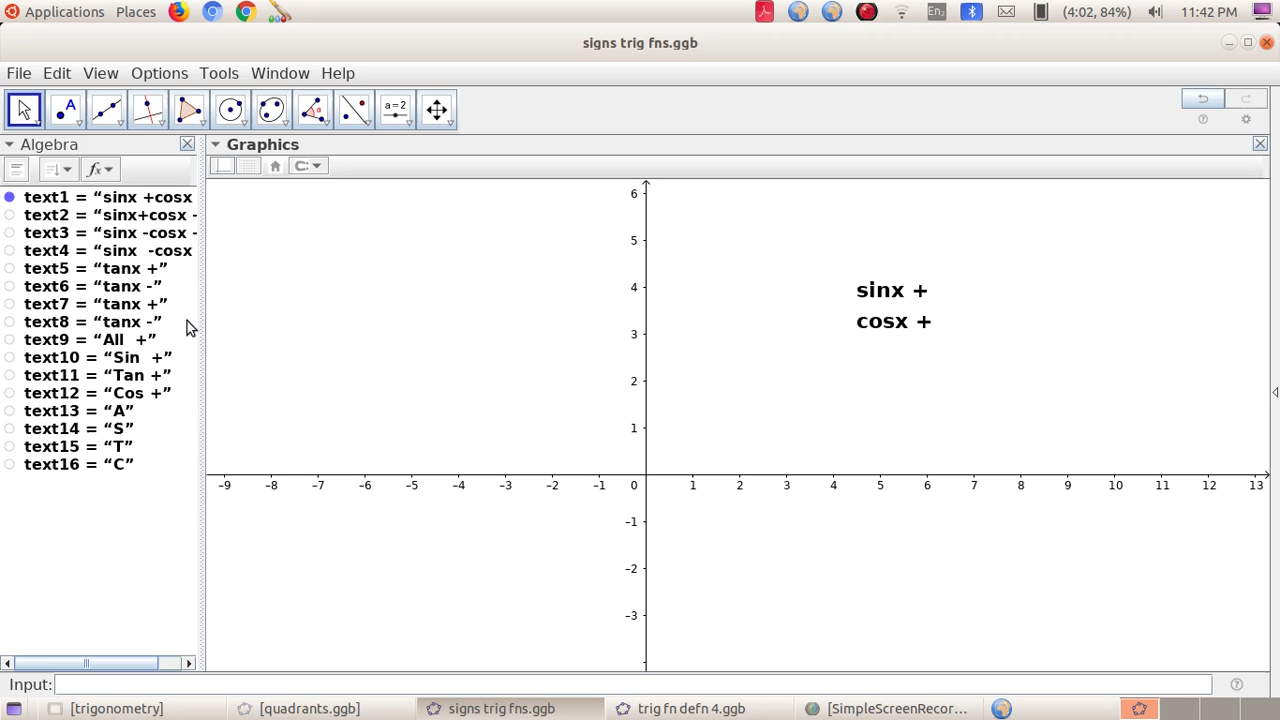 Applications Places En₂ (4:02, 84%) 11:42 PM
signs trig fns.ggb
File Edit View Options Tools Window Help
A a=2
Algebra
Graphics
fx
text1 = “sinx +cosx
text2 = “sinx+cosx -
text3 = “sinx -cosx -
text4 = “sinx  -cosx
text5 = “tanx +”
text6 = “tanx -”
text7 = “tanx +”
text8 = “tanx -”
text9 = “All  +”
text10 = “Sin  +”
text11 = “Tan +”
text12 = “Cos +”
text13 = “A”
text14 = “S”
text15 = “T”
text16 = “C”
6
5
4
3
2
1
sinx +
cosx +
–9 –8 –7 –6 –5 –4 –3 –2 –1 0 1 2 3 4 5 6 7 8 9 10 11 12 13
–1
–2
–3
Input:
[trigonometry] [quadrants.ggb] signs trig fns.ggb trig fn defn 4.ggb [SimpleScreenRecor...